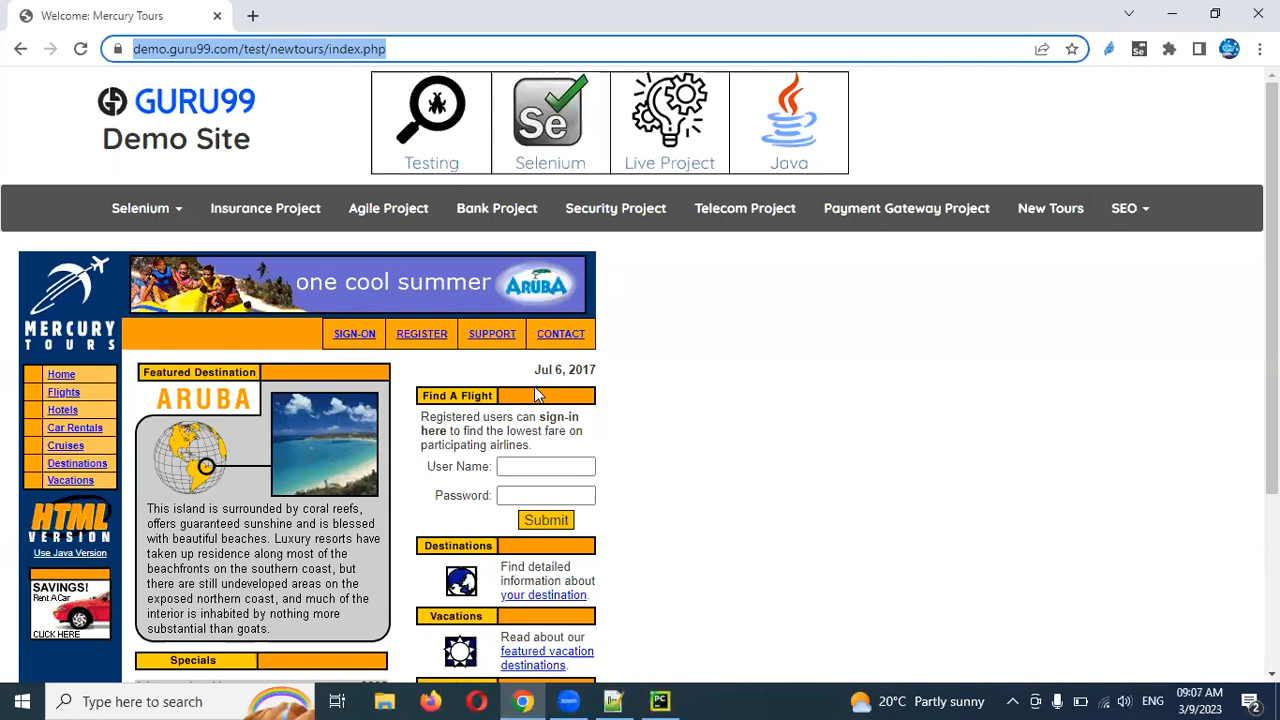 Welcome: Mercury Tours
demo.guru99.com/test/newtours/index.php
GURU99
Demo Site
Testing
Selenium
Live Project
Java
Selenium
Insurance Project
Agile Project
Bank Project
Security Project
Telecom Project
Payment Gateway Project
New Tours
SEO
MERCURY
TOURS
one cool summer
ARUBA
SIGN-ON
REGISTER
SUPPORT
CONTACT
Home
Flights
Hotels
Car Rentals
Cruises
Destinations
Vacations
HTML
VERSION
Use Java Version
SAVINGS!
Rent A Car
CLICK HERE
Featured Destination
ARUBA
This island is surrounded by coral reefs,
offers guaranteed sunshine and is blessed
with beautiful beaches. Luxury resorts have
taken up residence along most of the
beachfronts on the southern coast, but
there are still undeveloped areas on the
exposed northern coast, and much of the
interior is inhabited by nothing more
substantial than goats.
Specials
Jul 6, 2017
Find A Flight
Registered users can sign-in
here to find the lowest fare on
participating airlines.
User Name:
Password:
Submit
Destinations
Find detailed
information about
your destination.
Vacations
Read about our
featured vacation
destinations.
Type here to search
20°C Partly sunny
ENG
09:07 AM
3/9/2023
2